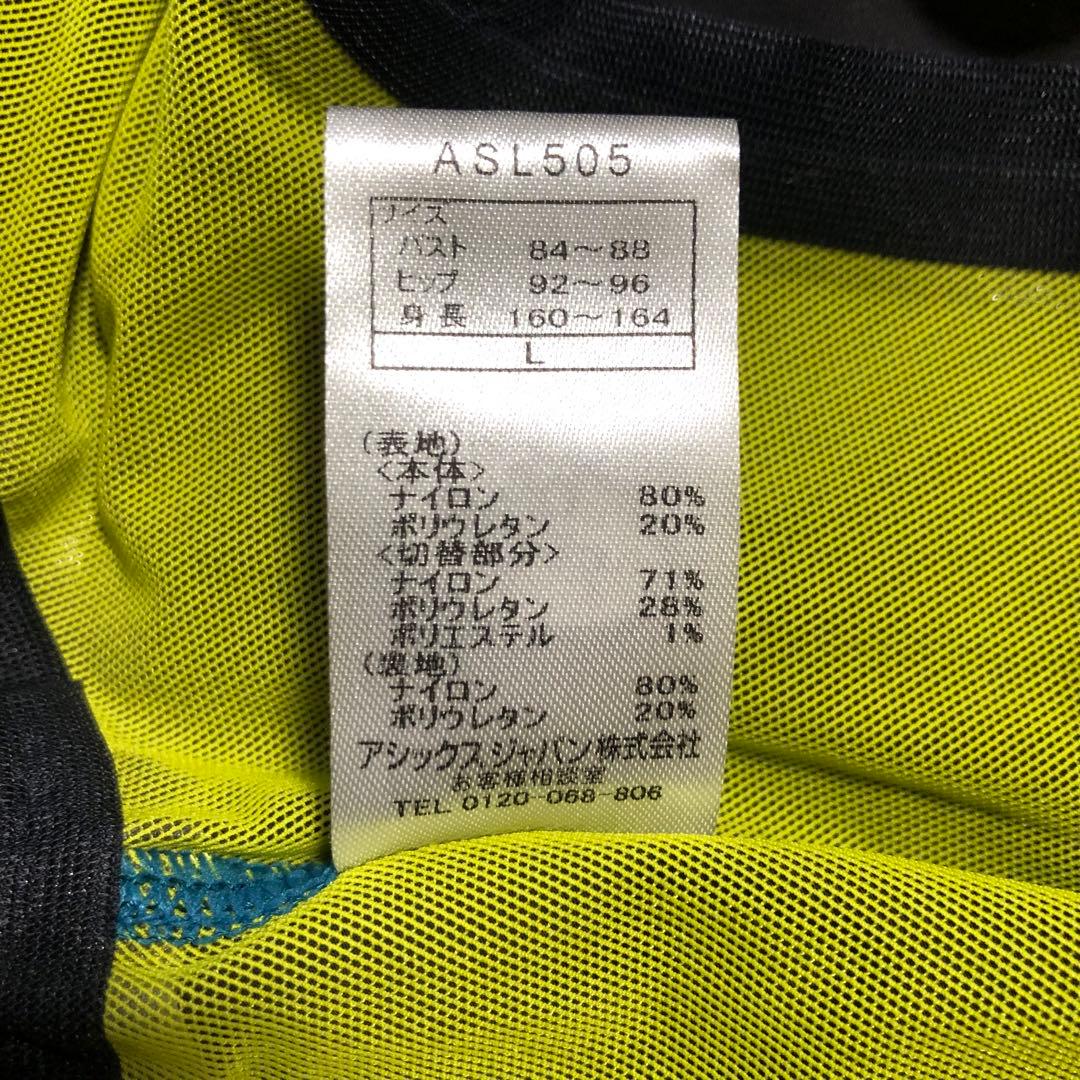 ASL505
サイズ
バスト 84～88
ヒップ 92～96
身長 160～164
L
(表地)
<本体>
ナイロン 80%
ポリウレタン 20%
<切替部分>
ナイロン 71%
ポリウレタン 28%
ポリエステル 1%
(裏地)
ナイロン 80%
ポリウレタン 20%
アシックスジャパン株式会社
お客様相談室
TEL 0120-068-806